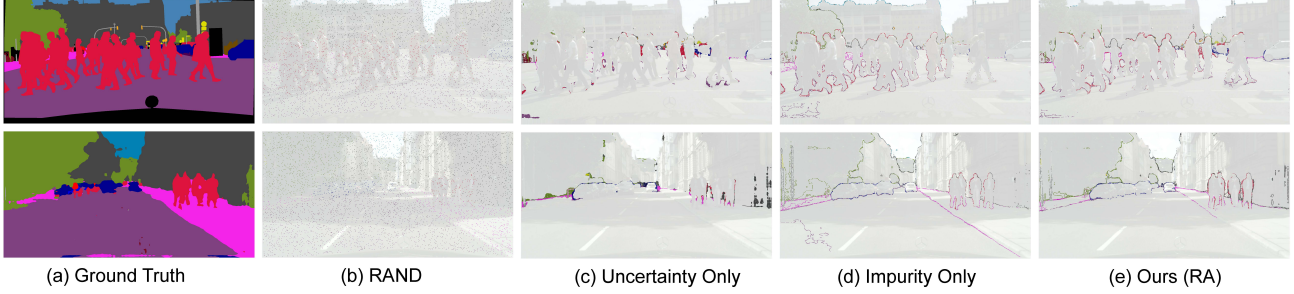 (a) Ground Truth
(b) RAND
(c) Uncertainty Only
(d) Impurity Only
(e) Ours (RA)